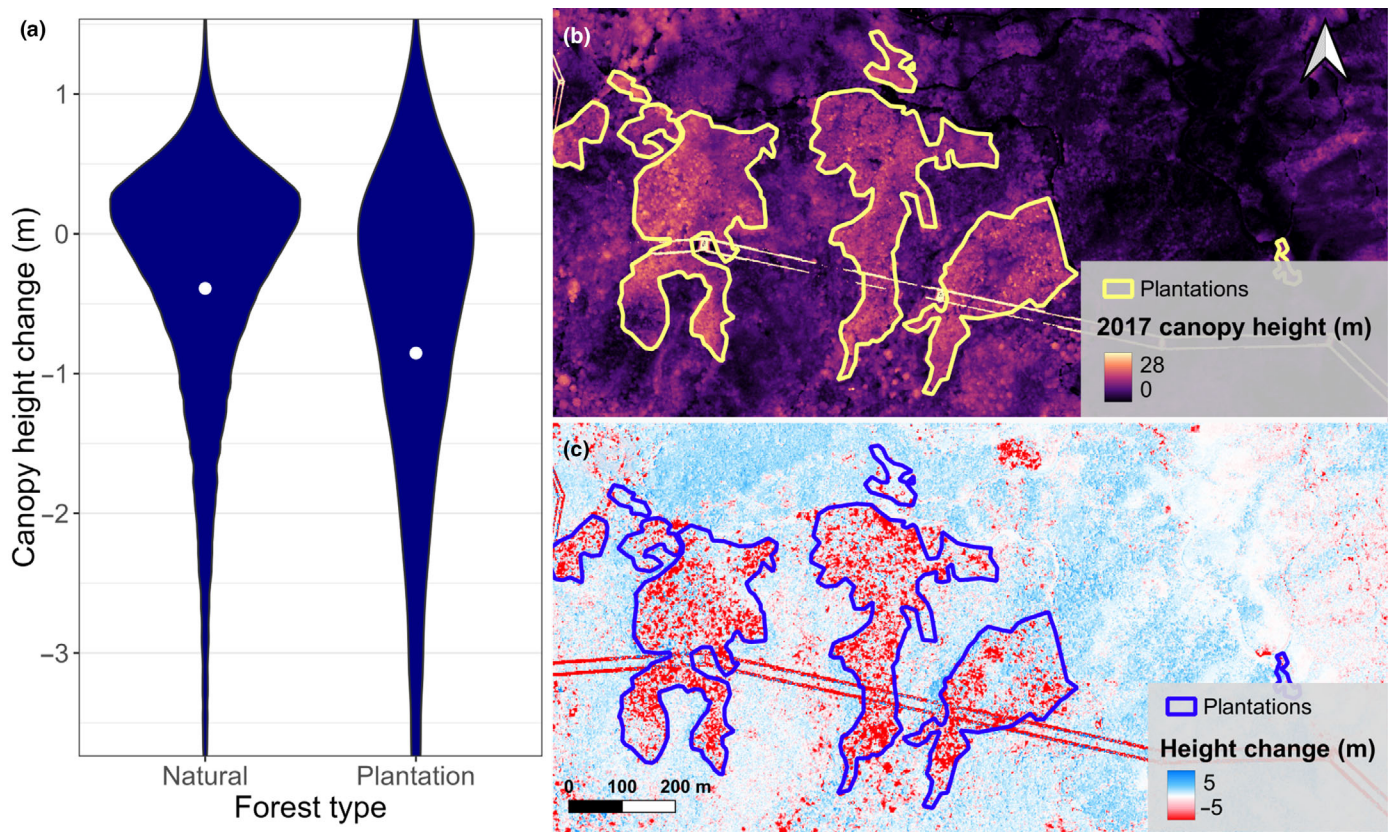 (a)
Canopy height change (m)
1
0
−1
−2
−3
Natural
Plantation
Forest type
(b)
Plantations
2017 canopy height (m)
28
0
(c)
Plantations
Height change (m)
5
-5
0 100 200 m